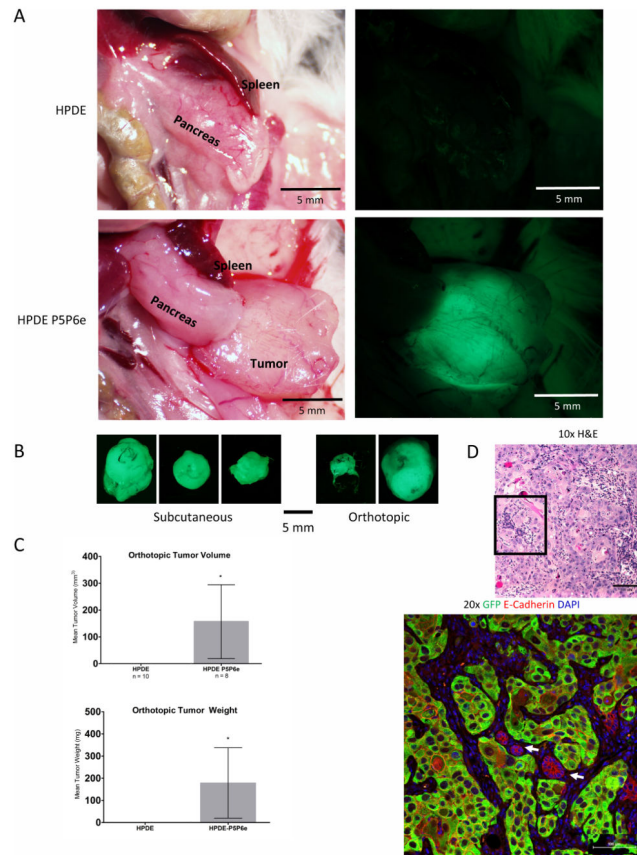 A
HPDE
Spleen
Pancreas
5 mm
5 mm
HPDE P5P6e
Spleen
Pancreas
Tumor
5 mm
5 mm
B
Subcutaneous
5 mm
Orthotopic
D
10x H&E
20x GFP E-Cadherin DAPI
C
Orthotopic Tumor Volume
Mean Tumor Volume (mm³)
400
300
200
100
0
*
HPDE
n = 10
HPDE P5P6e
n = 8
Orthotopic Tumor Weight
Mean Tumor Weight (mg)
500
400
300
200
100
0
*
HPDE
HPDE-P5P6e